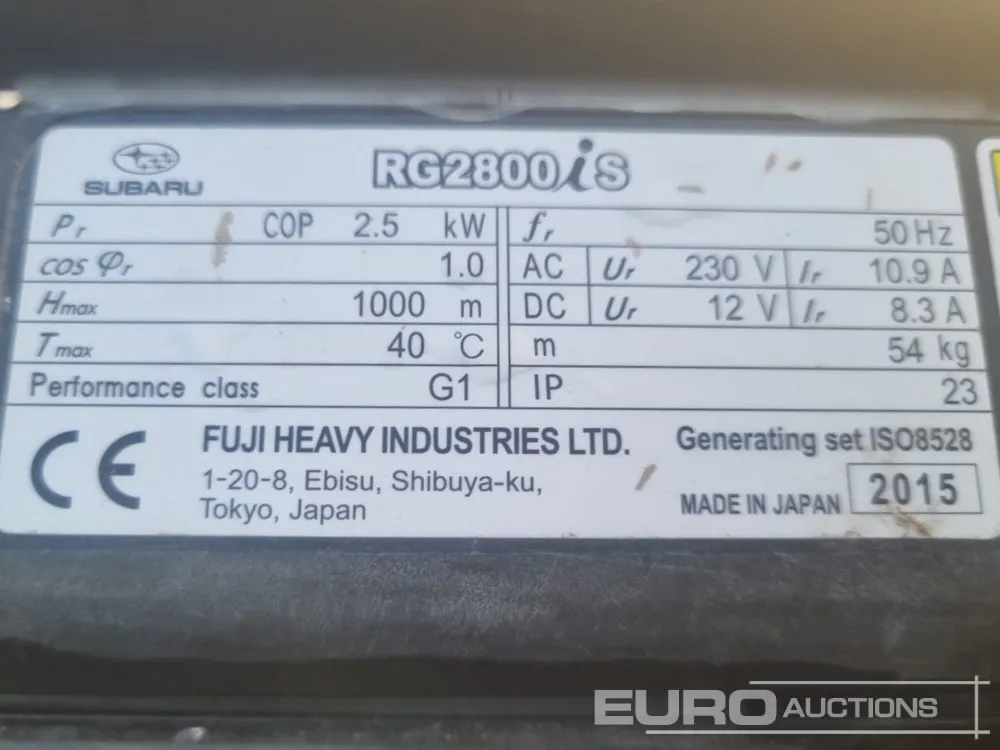 SUBARU
RG2800iS
Pr COP 2.5 kW
fr 50 Hz
cos φr 1.0
AC Ur 230 V Ir 10.9 A
Hmax 1000 m
DC Ur 12 V Ir 8.3 A
Tmax 40 ℃
m 54 kg
Performance class G1
IP 23
CE
FUJI HEAVY INDUSTRIES LTD.
1-20-8, Ebisu, Shibuya-ku,
Tokyo, Japan
Generating set ISO8528
MADE IN JAPAN 2015
EURO AUCTIONS